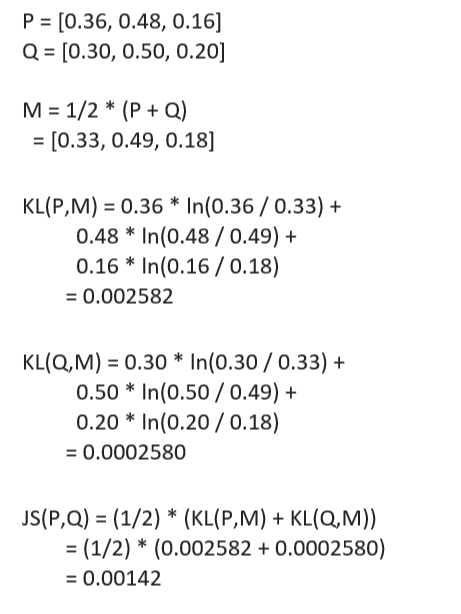 P = [0.36, 0.48, 0.16]
Q = [0.30, 0.50, 0.20]
M = 1/2 * (P + Q)
= [0.33, 0.49, 0.18]
KL(P,M) = 0.36 * ln(0.36 / 0.33) +
0.48 * ln(0.48 / 0.49) +
0.16 * ln(0.16 / 0.18)
= 0.002582
KL(Q,M) = 0.30 * ln(0.30 / 0.33) +
0.50 * ln(0.50 / 0.49) +
0.20 * ln(0.20 / 0.18)
= 0.0002580
JS(P,Q) = (1/2) * (KL(P,M) + KL(Q,M))
= (1/2) * (0.002582 + 0.0002580)
= 0.00142